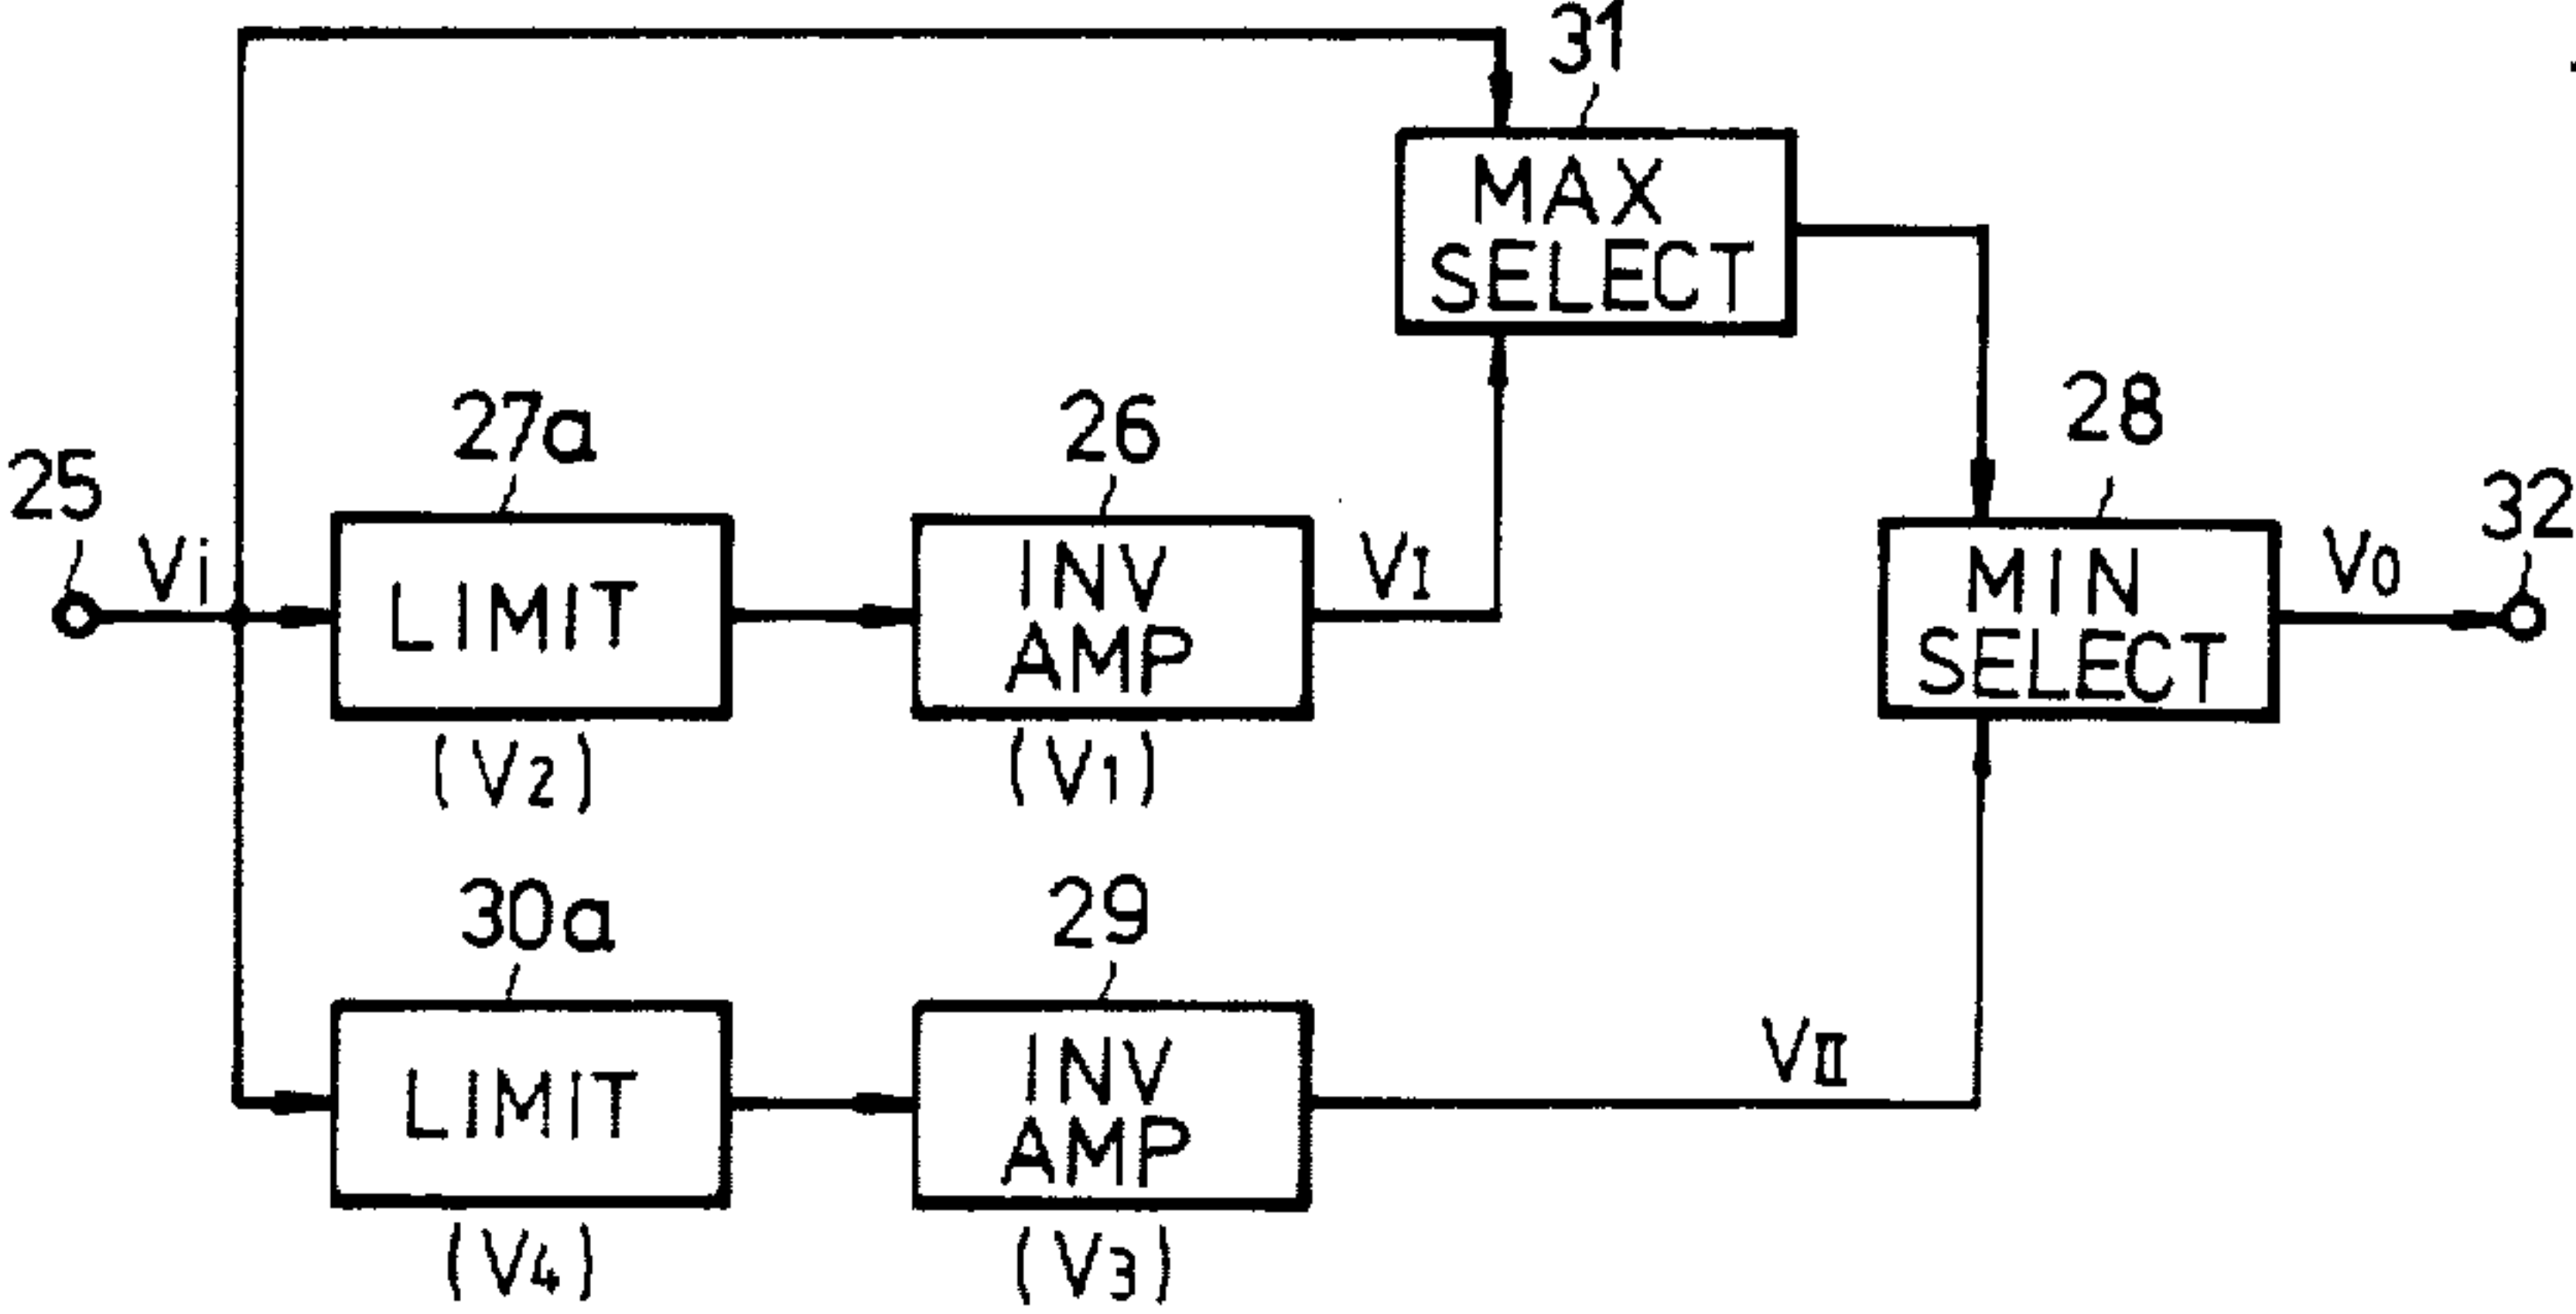 31
MAX
SELECT
27a
26
28
25
Vi
LIMIT
INV
AMP
VI
MIN
SELECT
VO
32
(V2)
(V1)
30a
29
LIMIT
INV
AMP
VII
(V4)
(V3)